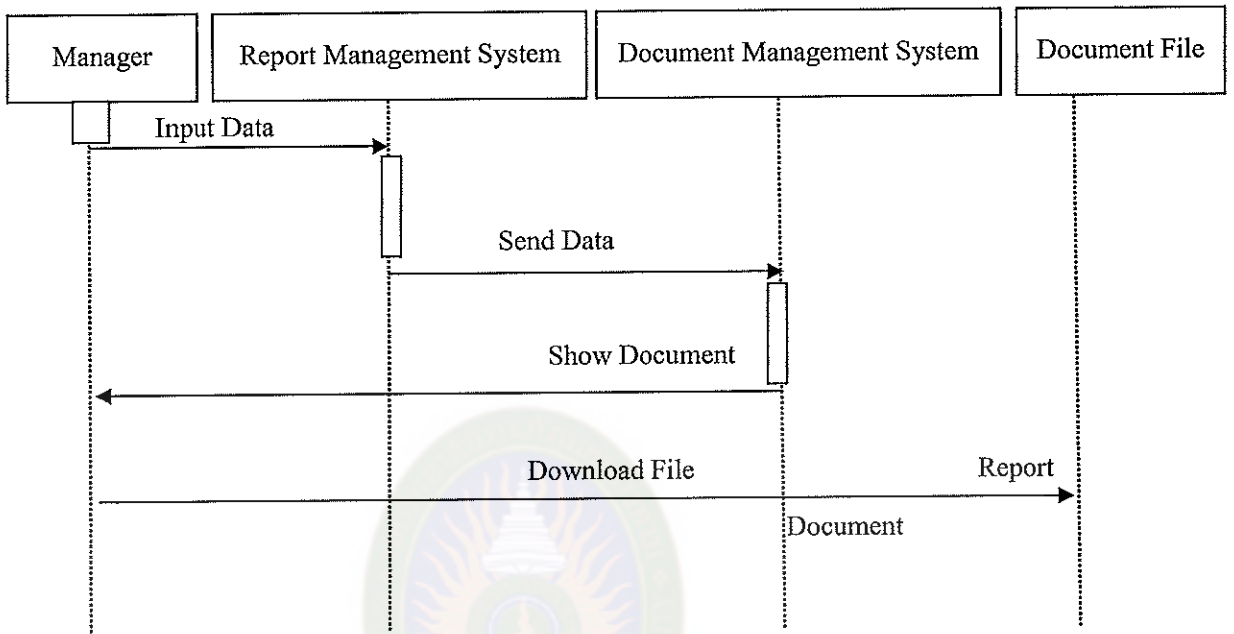 Manager
Report Management System
Document Management System
Document File
Input Data
Send Data
Show Document
Download File
Report
Document